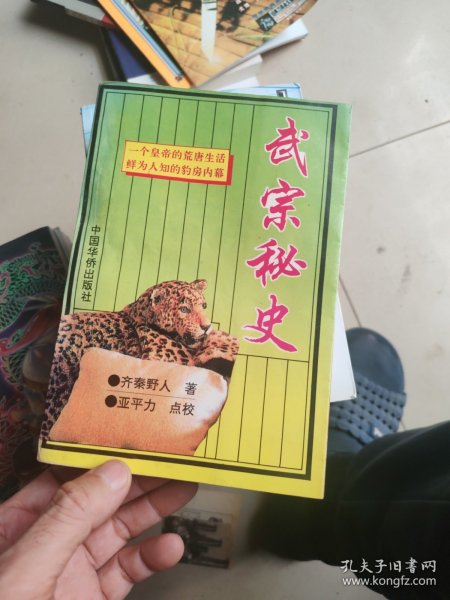 武宗秘史
一个皇帝的荒唐生活
鲜为人知的豹房内幕
中国华侨出版社
●齐秦野人 著
●亚平力 点校
孔夫子旧书网
www.kongfz.com